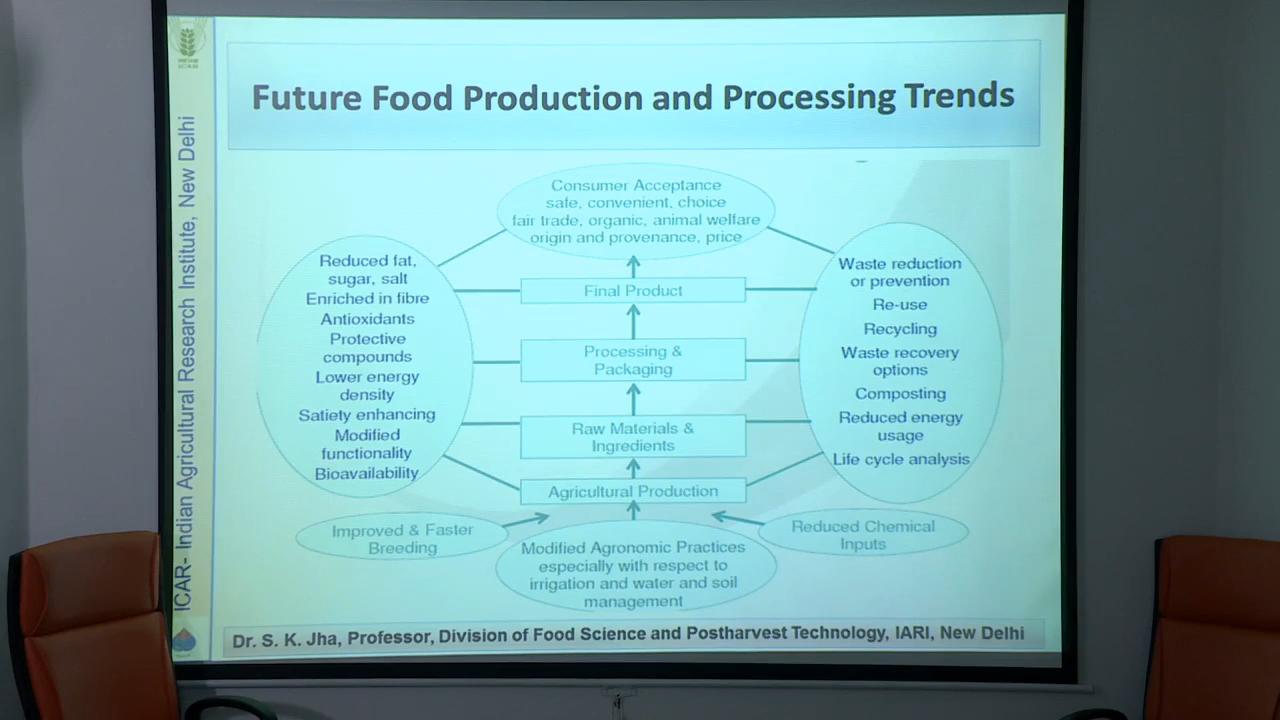 Future Food Production and Processing Trends
ICAR- Indian Agricultural Research Institute, New Delhi
Consumer Acceptance
safe, convenient, choice
fair trade, organic, animal welfare
origin and provenance, price
Reduced fat,
sugar, salt
Enriched in fibre
Antioxidants
Protective
compounds
Lower energy
density
Satiety enhancing
Modified
functionality
Bioavailability
Final Product
Processing &
Packaging
Raw Materials &
Ingredients
Agricultural Production
Waste reduction
or prevention
Re-use
Recycling
Waste recovery
options
Composting
Reduced energy
usage
Life cycle analysis
Improved & Faster
Breeding
Modified Agronomic Practices
especially with respect to
irrigation and water and soil
management
Reduced Chemical
Inputs
Dr. S. K. Jha, Professor, Division of Food Science and Postharvest Technology, IARI, New Delhi